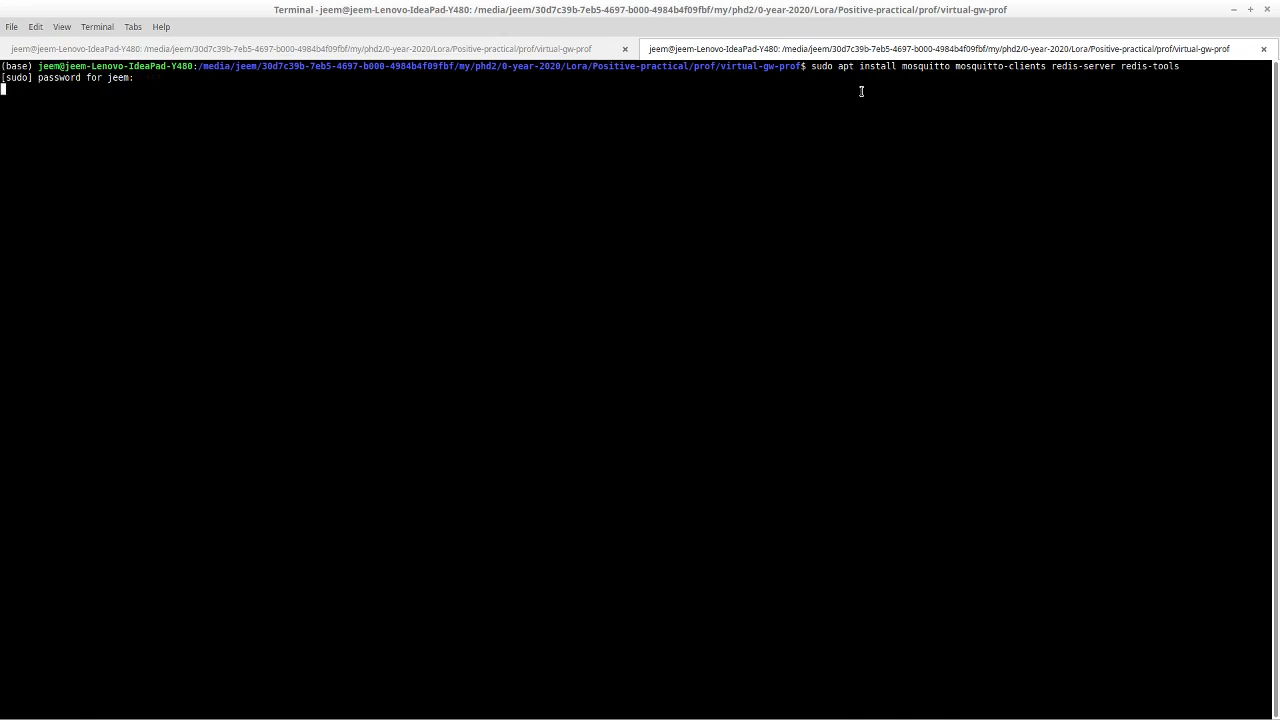 Terminal - jeem@jeem-Lenovo-IdeaPad-Y480: /media/jeem/30d7c39b-7eb5-4697-b000-4984b4f09fbf/my/phd2/0-year-2020/Lora/Positive-practical/prof/virtual-gw-prof
File Edit View Terminal Tabs Help
jeem@jeem-Lenovo-IdeaPad-Y480: /media/jeem/30d7c39b-7eb5-4697-b000-4984b4f09fbf/my/phd2/0-year-2020/Lora/Positive-practical/prof/virtual-gw-prof
jeem@jeem-Lenovo-IdeaPad-Y480: /media/jeem/30d7c39b-7eb5-4697-b000-4984b4f09fbf/my/phd2/0-year-2020/Lora/Positive-practical/prof/virtual-gw-prof
(base) jeem@jeem-Lenovo-IdeaPad-Y480:/media/jeem/30d7c39b-7eb5-4697-b000-4984b4f09fbf/my/phd2/0-year-2020/Lora/Positive-practical/prof/virtual-gw-prof$ sudo apt install mosquitto mosquitto-clients redis-server redis-tools
[sudo] password for jeem: